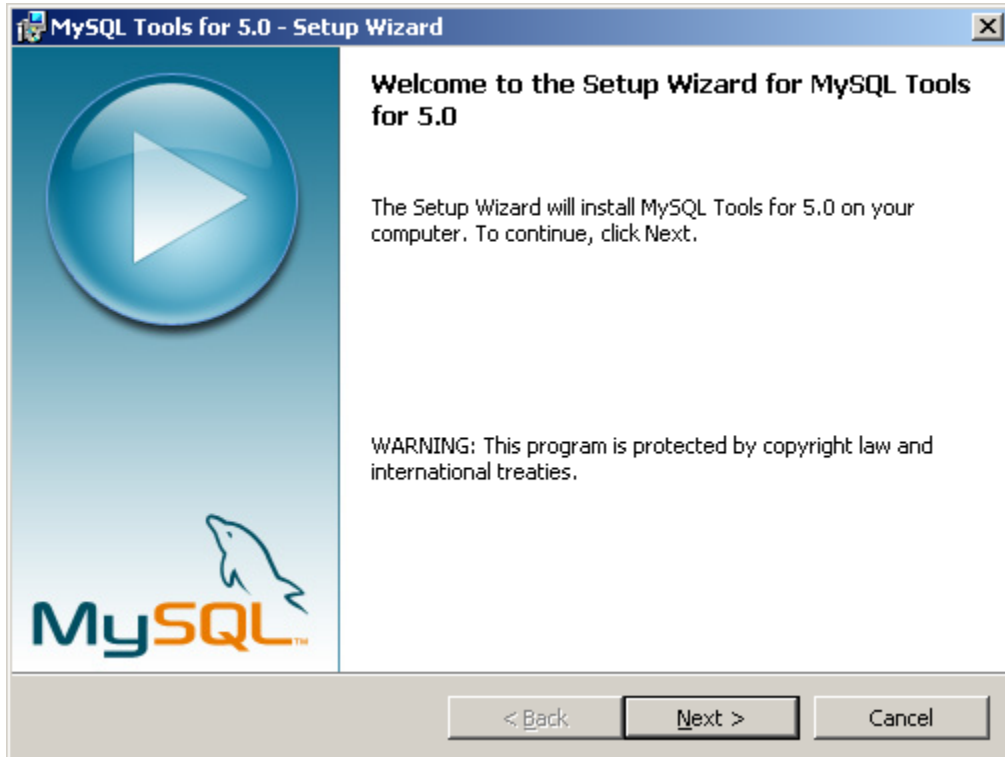 MySQL Tools for 5.0 - Setup Wizard
Welcome to the Setup Wizard for MySQL Tools
for 5.0
The Setup Wizard will install MySQL Tools for 5.0 on your
computer. To continue, click Next.
WARNING: This program is protected by copyright law and
international treaties.
MySQL™
< Back
Next >
Cancel